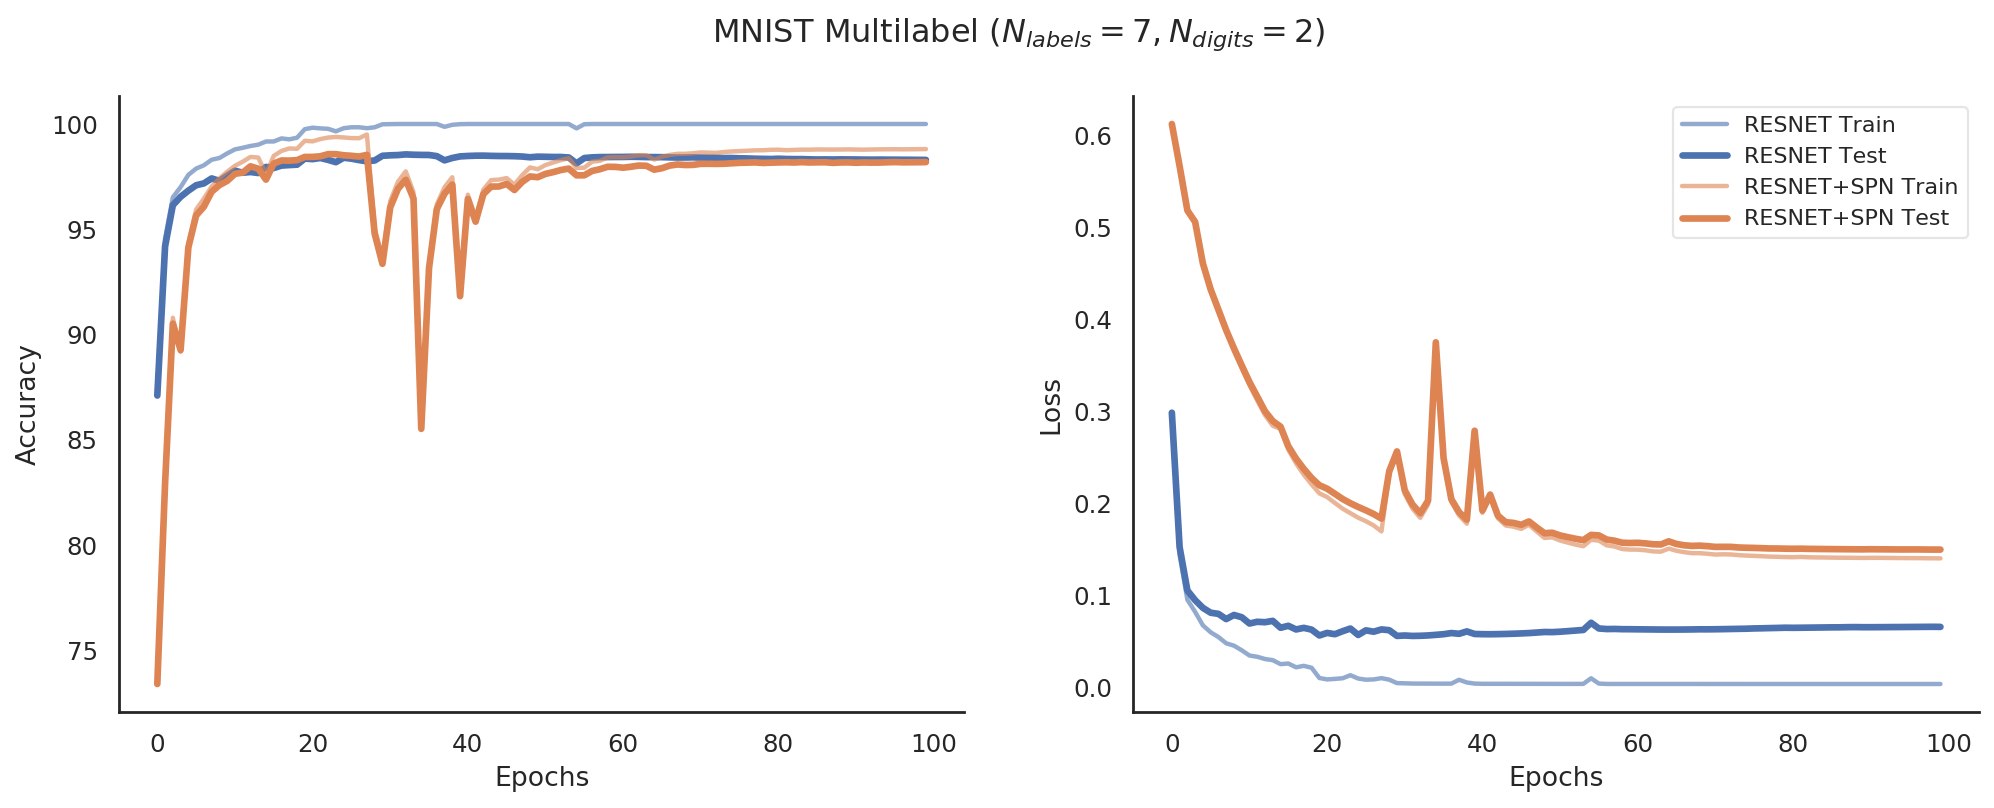 MNIST Multilabel (N_labels = 7, N_digits = 2)
Accuracy
100
95
90
85
80
75
0 20 40 60 80 100
Epochs
Loss
0.6
0.5
0.4
0.3
0.2
0.1
0.0
0 20 40 60 80 100
Epochs
RESNET Train
RESNET Test
RESNET+SPN Train
RESNET+SPN Test